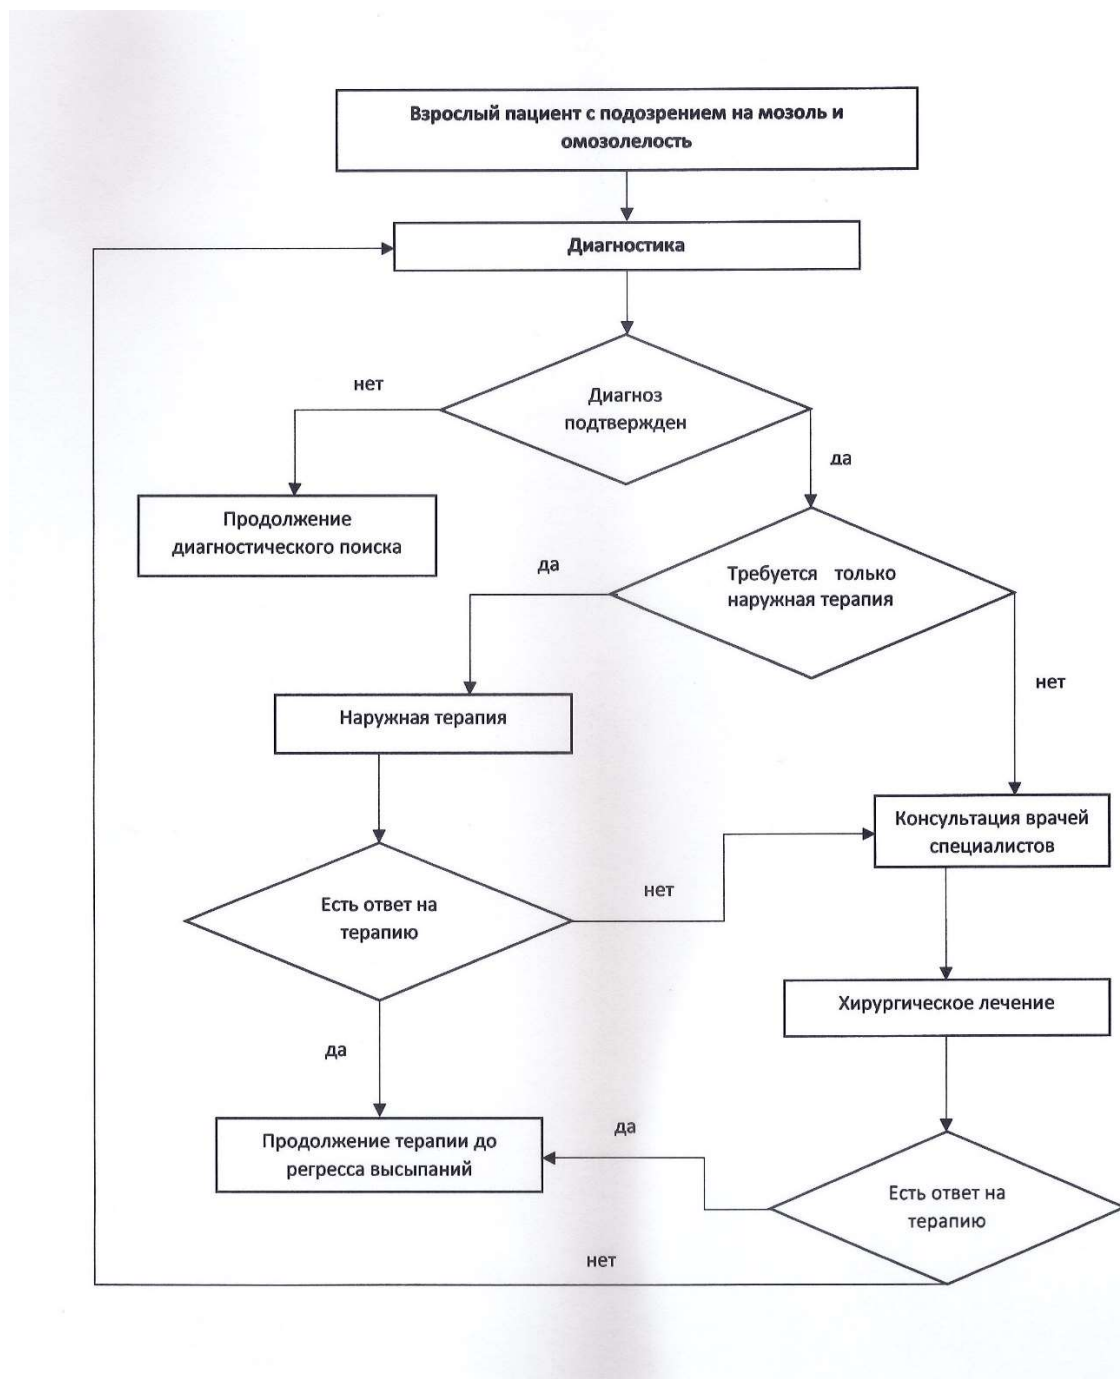 Взрослый пациент с подозрением на мозоль и
омозолелость
Диагностика
нет
Диагноз
подтвержден
да
Продолжение
диагностического поиска
да
Требуется только
наружная терапия
нет
Наружная терапия
Консультация врачей
специалистов
Есть ответ на
терапию
нет
Хирургическое лечение
да
Продолжение терапии до
регресса высыпаний
да
Есть ответ на
терапию
нет